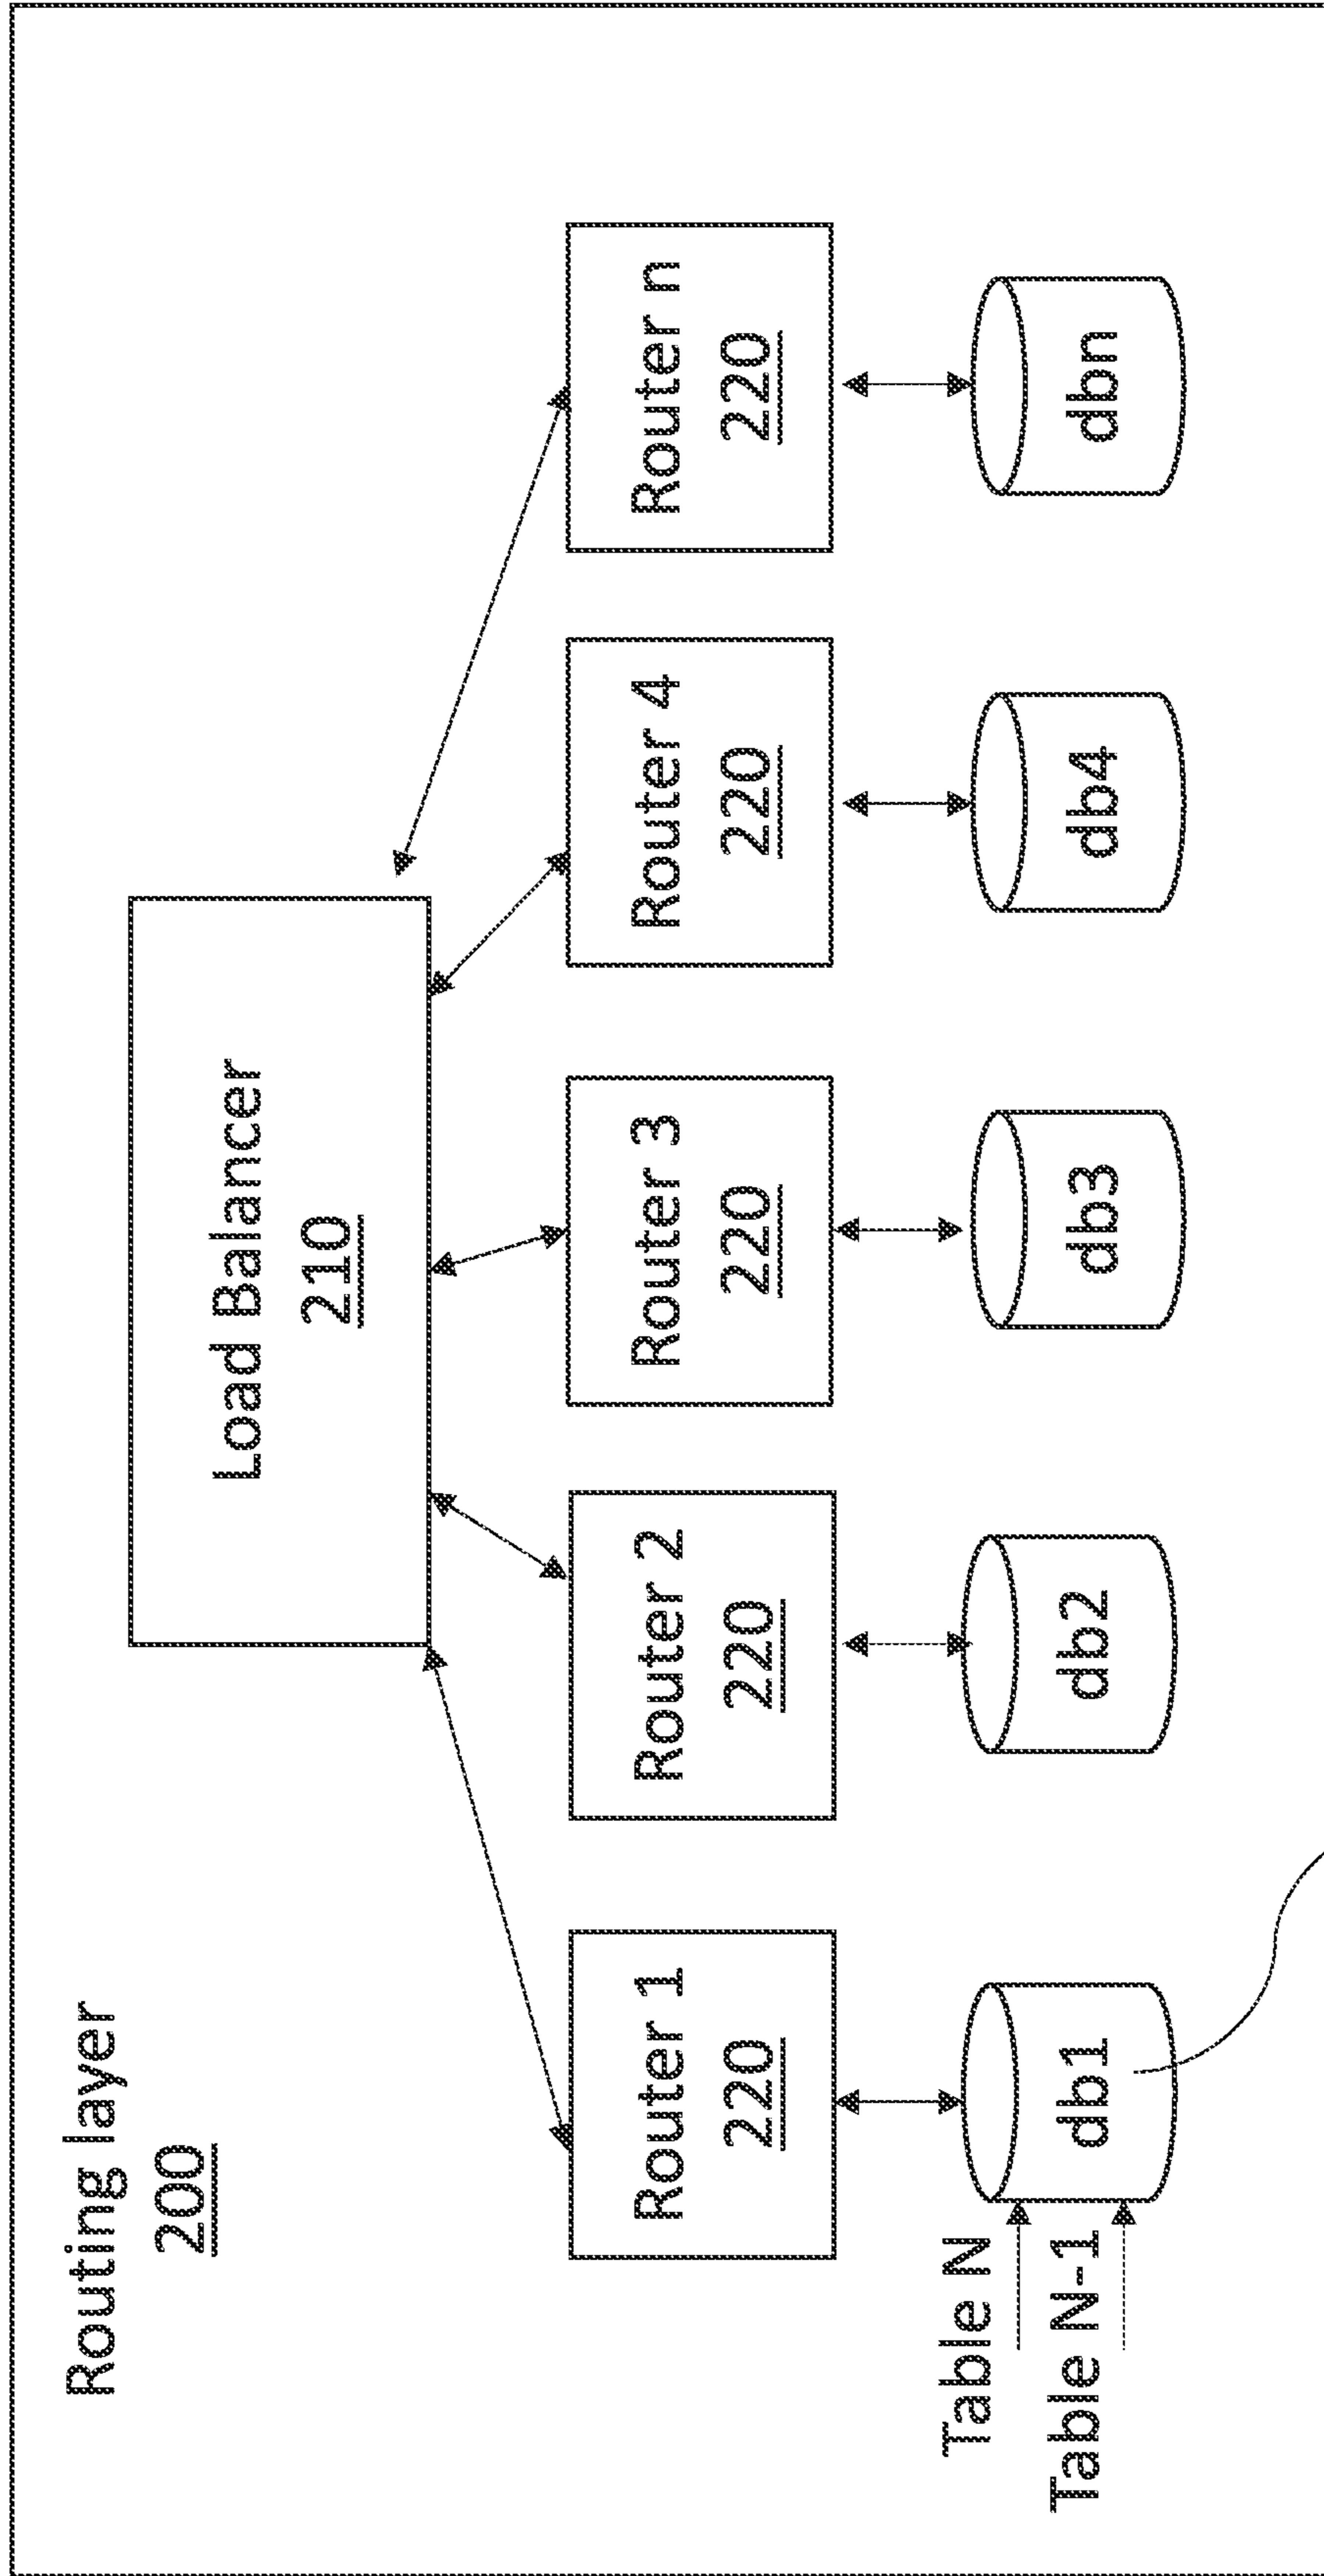 Routing layer
200
Load Balancer
210
Router 1
220
Router 2
220
Router 3
220
Router 4
220
Router n
220
Table N
Table N-1
db1
db2
db3
db4
dbn